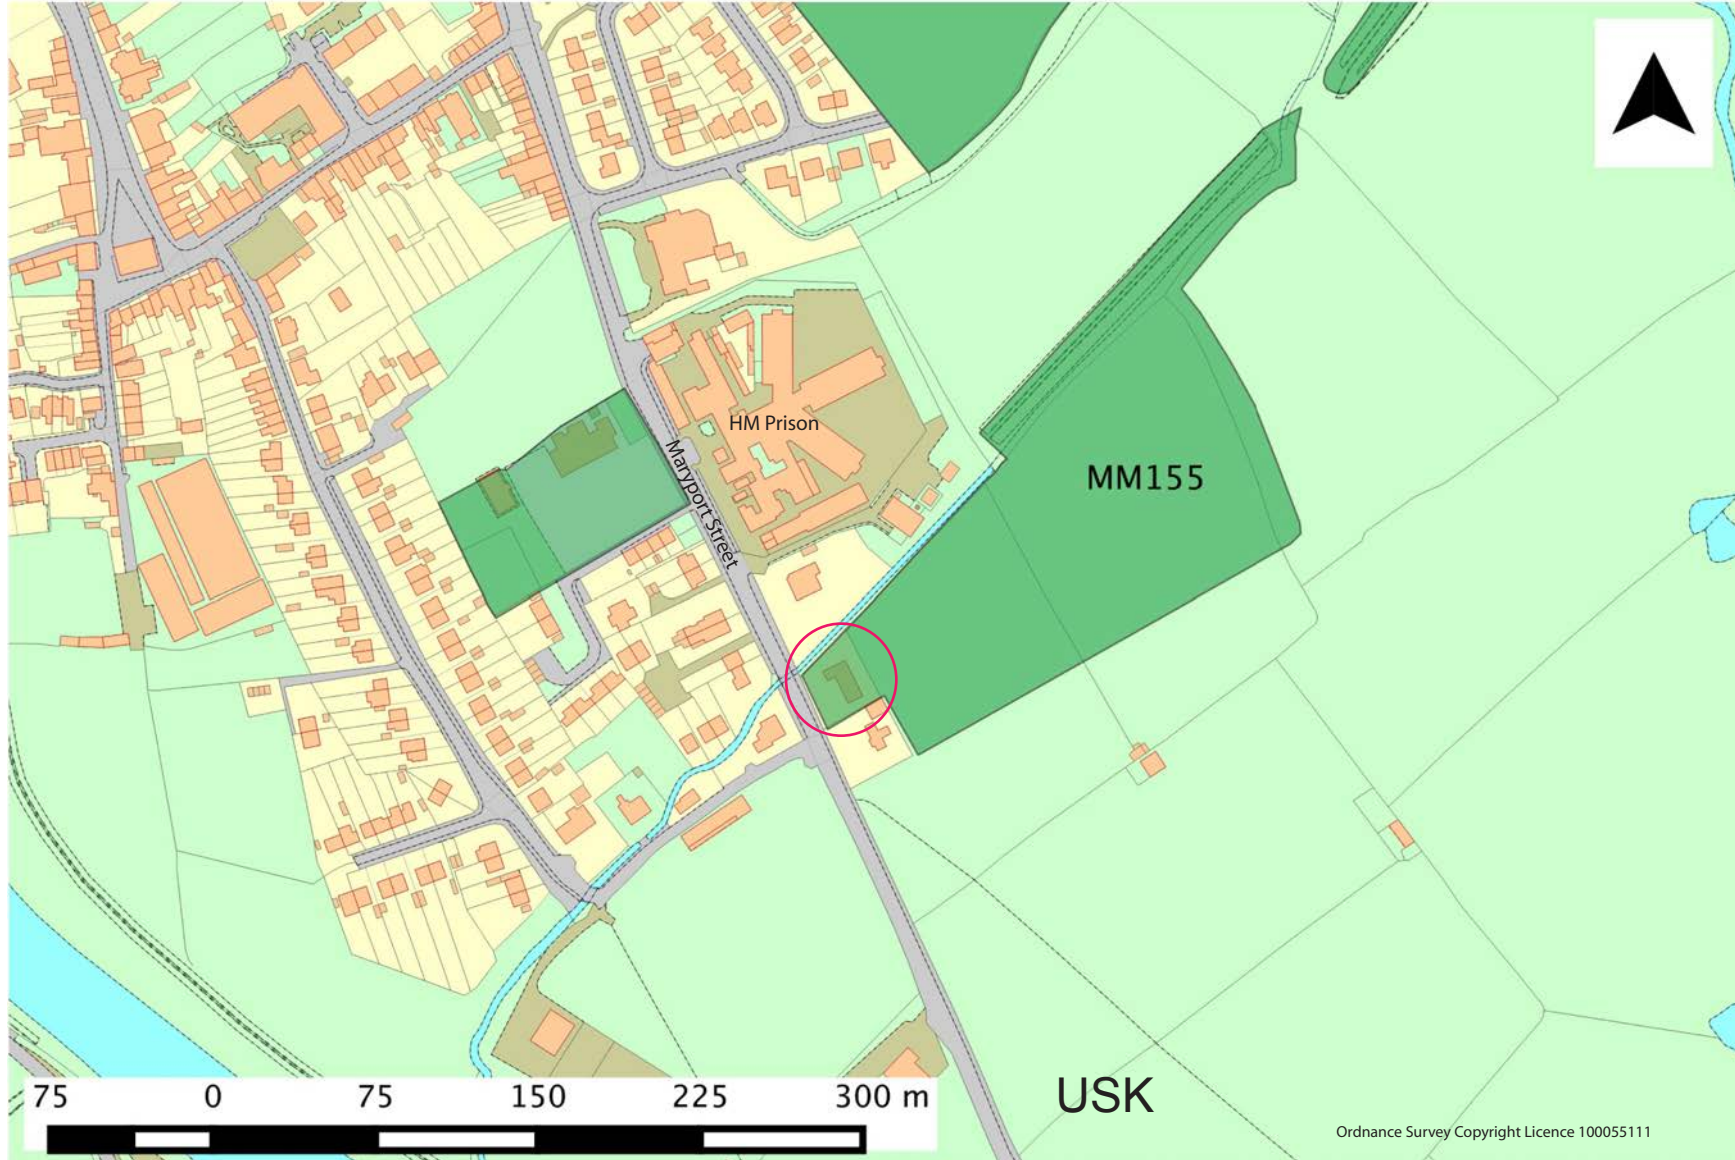 HM Prison
Maryport Street
MM155
75 0 75 150 225 300 m
USK
Ordnance Survey Copyright Licence 100055111